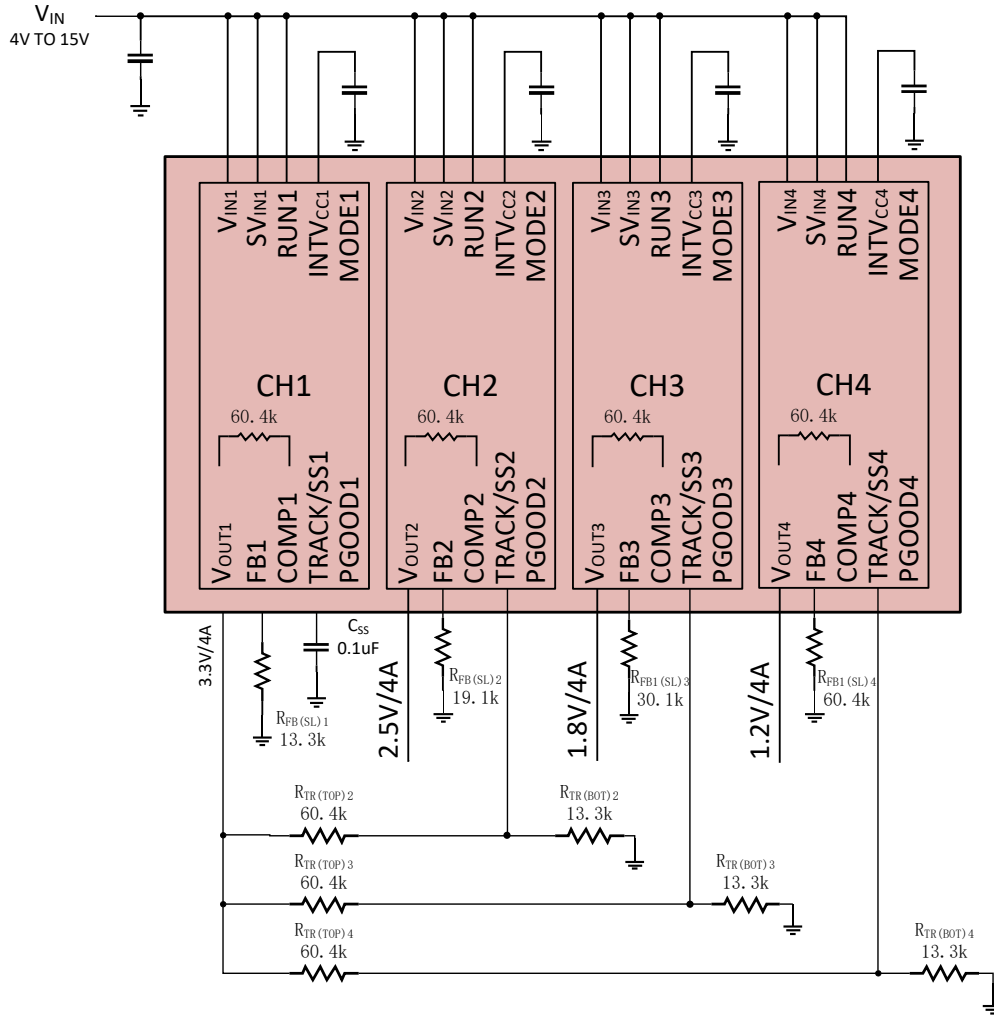 VIN
4V TO 15V
VIN1
SVIN1
RUN1
INTVCC1
MODE1
VIN2
SVIN2
RUN2
INTVCC2
MODE2
VIN3
SVIN3
RUN3
INTVCC3
MODE3
VIN4
SVIN4
RUN4
INTVCC4
MODE4
CH1
CH2
CH3
CH4
60.4k
60.4k
60.4k
60.4k
VOUT1
FB1
COMP1
TRACK/SS1
PGOOD1
VOUT2
FB2
COMP2
TRACK/SS2
PGOOD2
VOUT3
FB3
COMP3
TRACK/SS3
PGOOD3
VOUT4
FB4
COMP4
TRACK/SS4
PGOOD4
3.3V/4A
RFB(SL)1
13.3k
CSS
0.1uF
2.5V/4A
RFB(SL)2
19.1k
1.8V/4A
RFB1(SL)3
30.1k
1.2V/4A
RFB1(SL)4
60.4k
RTR(TOP)2
60.4k
RTR(BOT)2
13.3k
RTR(TOP)3
60.4k
RTR(BOT)3
13.3k
RTR(TOP)4
60.4k
RTR(BOT)4
13.3k